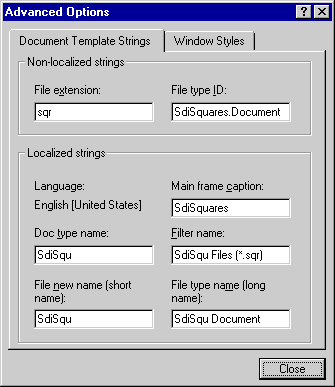 Advanced Options
Document Template Strings
Window Styles
Non-localized strings
File extension:
File type ID:
sqr
SdiSquares.Document
Localized strings
Language:
Main frame caption:
English [United States]
SdiSquares
Doc type name:
Filter name:
SdiSqu
SdiSqu Files (*.sqr)
File new name (short name):
File type name (long name):
SdiSqu
SdiSqu Document
Close